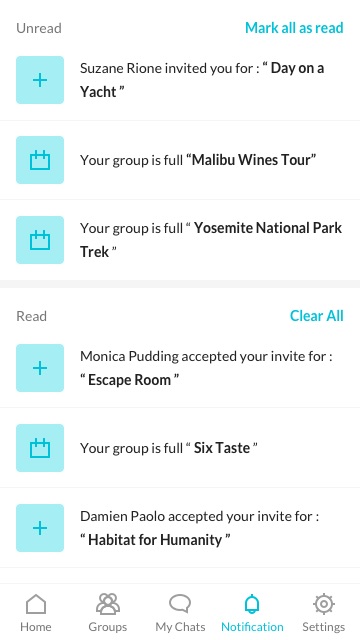 Unread Mark all as read
Suzane Rione invited you for : “ Day on a
Yacht ”
Your group is full “Malibu Wines Tour”
Your group is full “ Yosemite National Park
Trek ”
Read Clear All
Monica Pudding accepted your invite for :
“ Escape Room ”
Your group is full “ Six Taste ”
Damien Paolo accepted your invite for :
“ Habitat for Humanity ”
Home Groups My Chats Notification Settings